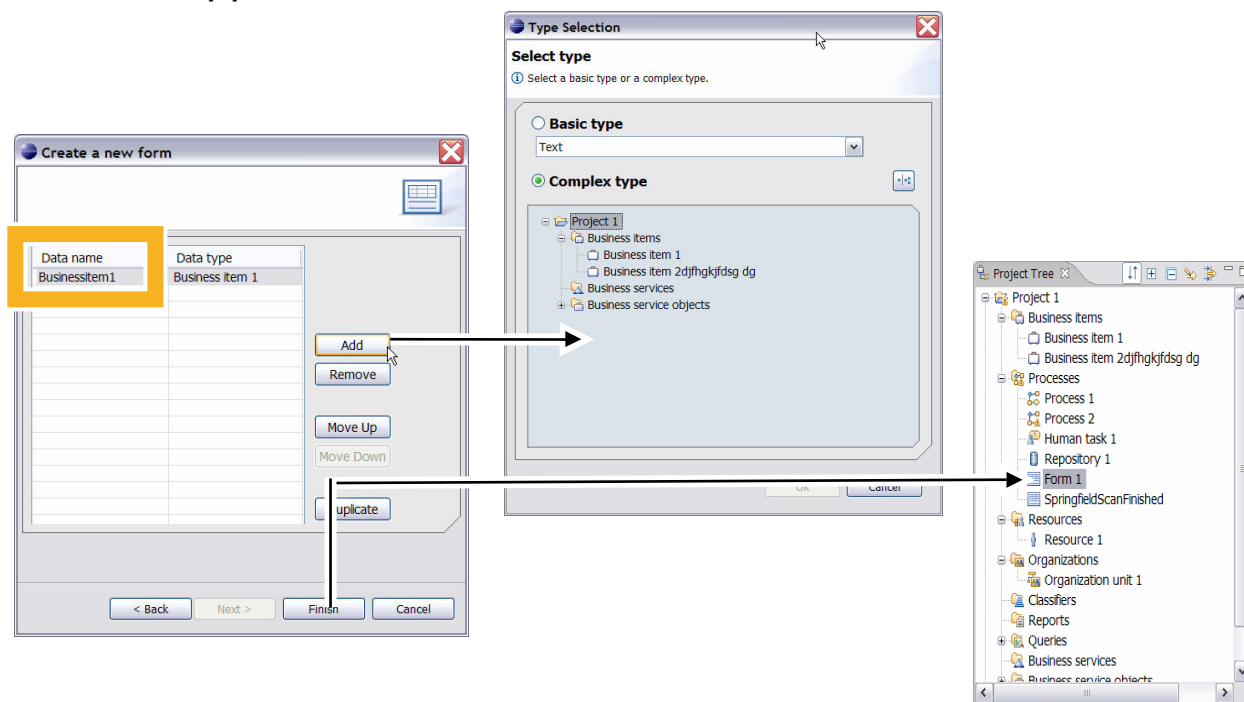 Type Selection
Select type
Select a basic type or a complex type.
Basic type
Text
Complex type
Project 1
Business items
Business item 1
Business item 2djfhgkjfdsg dg
Business services
Business service objects
Cancel
Create a new form
Data name Data type
Businessitem1 Business item 1
Add
Remove
Move Up
Move Down
Duplicate
< Back Next > Finish Cancel
Project Tree
Project 1
Business items
Business item 1
Business item 2djfhgkjfdsg dg
Processes
Process 1
Process 2
Human task 1
Repository 1
Form 1
SpringfieldScanFinished
Resources
Resource 1
Organizations
Organization unit 1
Classifiers
Reports
Queries
Business services
Business service objects